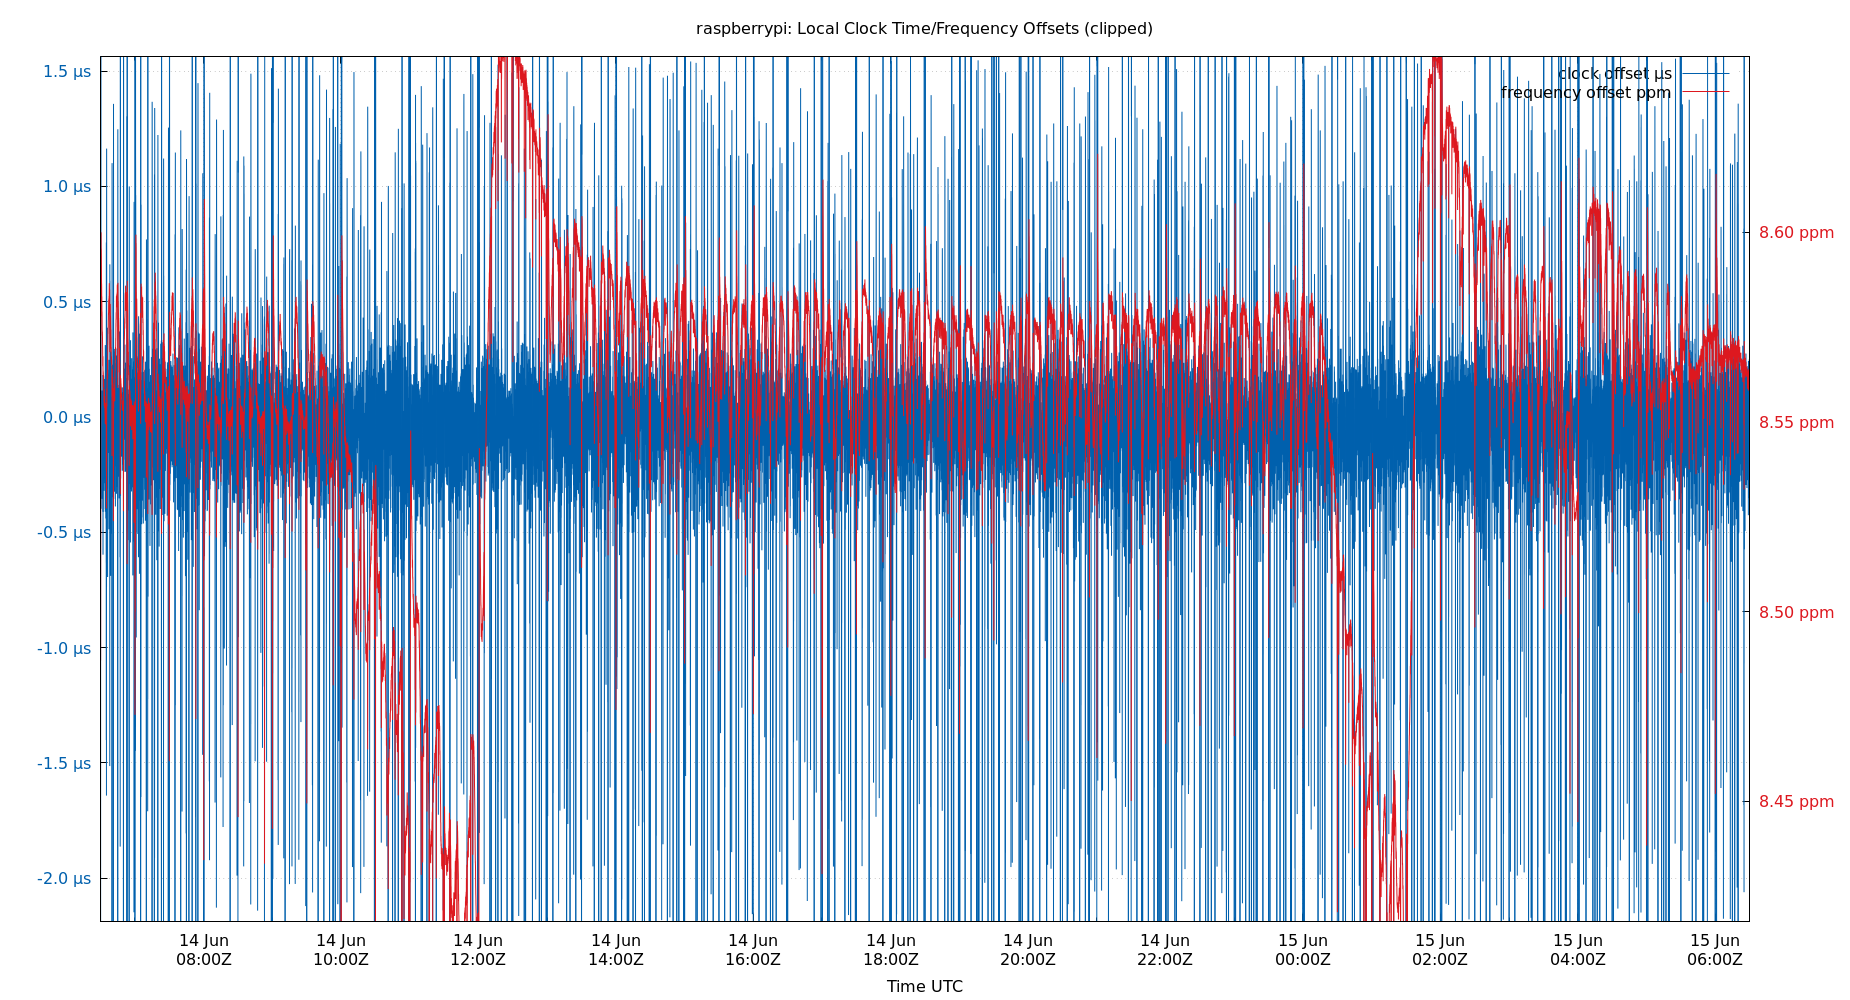 raspberrypi: Local Clock Time/Frequency Offsets (clipped)
clock offset µs
frequency offset ppm
1.5 µs
1.0 µs
0.5 µs
0.0 µs
-0.5 µs
-1.0 µs
-1.5 µs
-2.0 µs
8.60 ppm
8.55 ppm
8.50 ppm
8.45 ppm
14 Jun 14 Jun 14 Jun 14 Jun 14 Jun 14 Jun 14 Jun 14 Jun 15 Jun 15 Jun 15 Jun 15 Jun
08:00Z 10:00Z 12:00Z 14:00Z 16:00Z 18:00Z 20:00Z 22:00Z 00:00Z 02:00Z 04:00Z 06:00Z
Time UTC